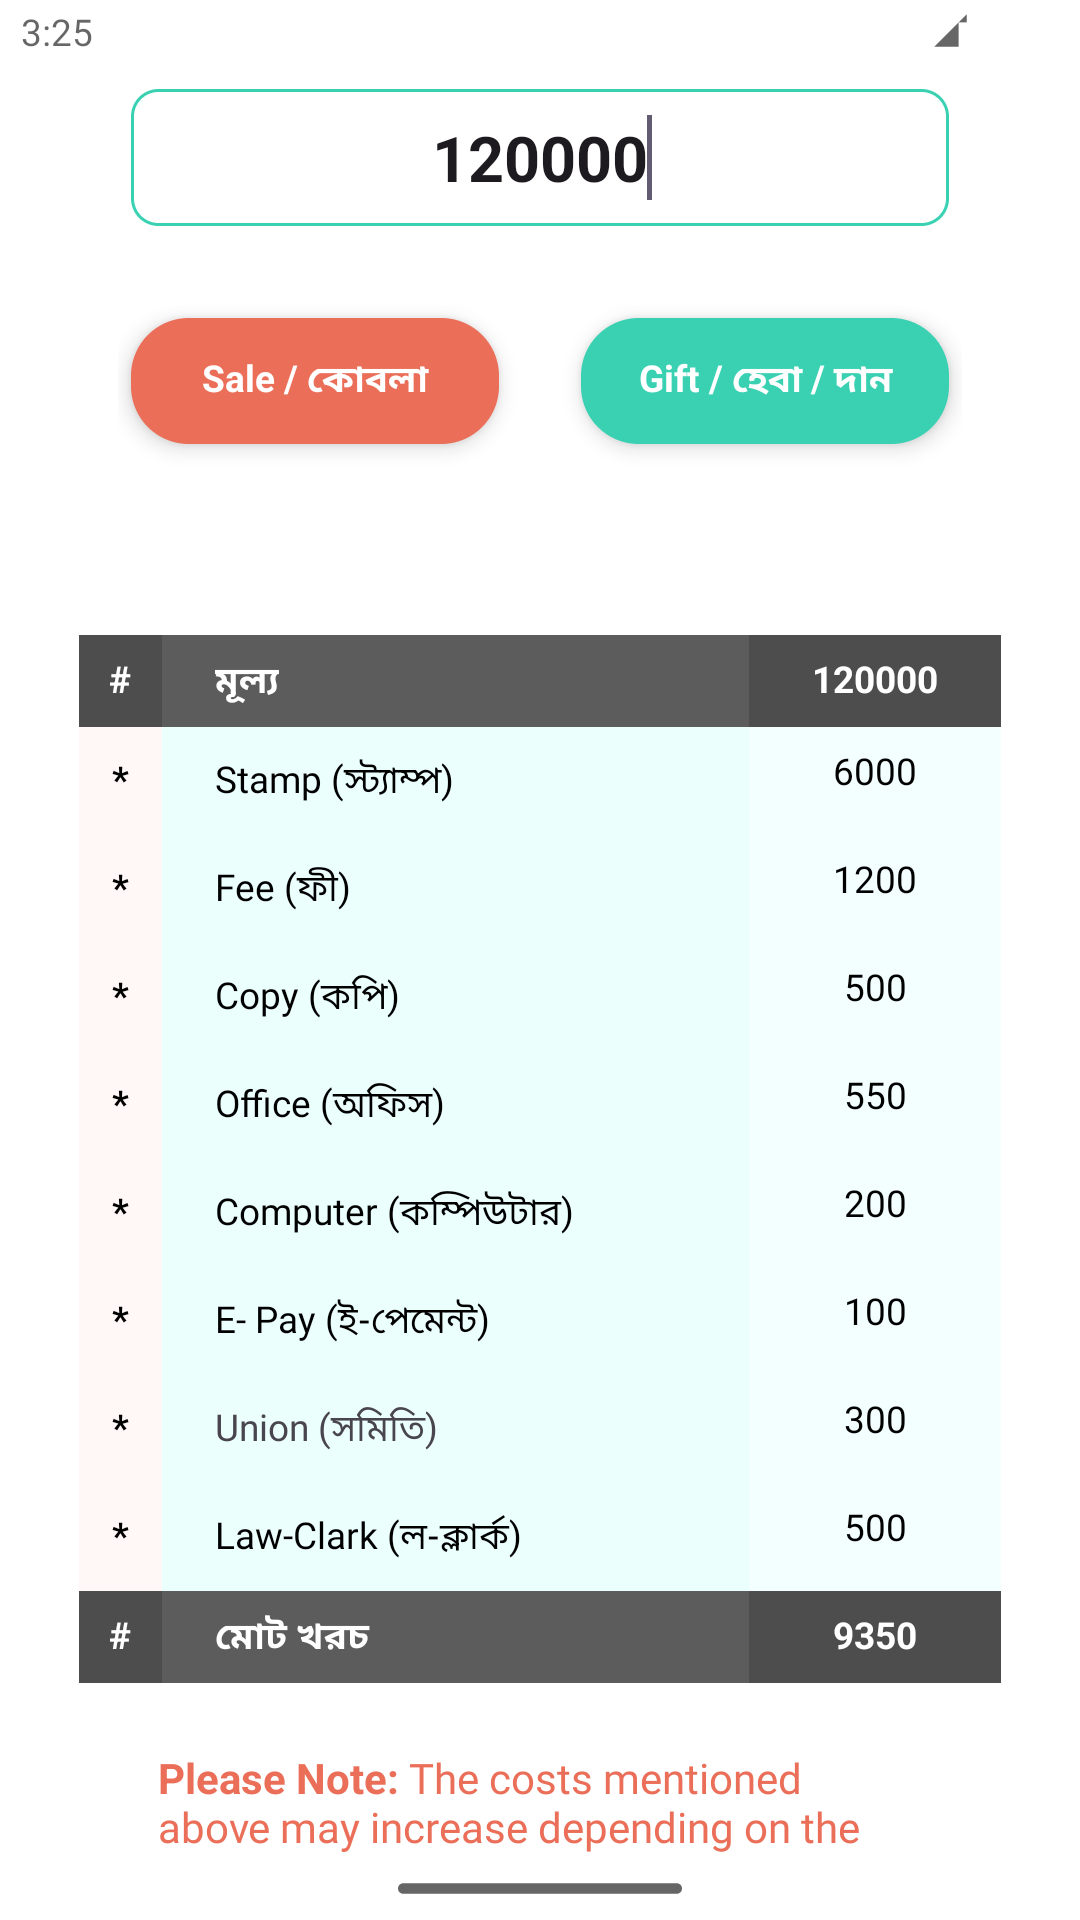 3:25
120000
Sale / কোবলা
Gift / হেবা / দান
# মূল্য 120000
* Stamp (স্ট্যাম্প) 6000
* Fee (ফী) 1200
* Copy (কপি) 500
* Office (অফিস) 550
* Computer (কম্পিউটার) 200
* E- Pay (ই-পেমেন্ট) 100
* Union (সমিতি) 300
* Law-Clark (ল-ক্লার্ক) 500
# মোট খরচ 9350
Please Note: The costs mentioned
above may increase depending on the